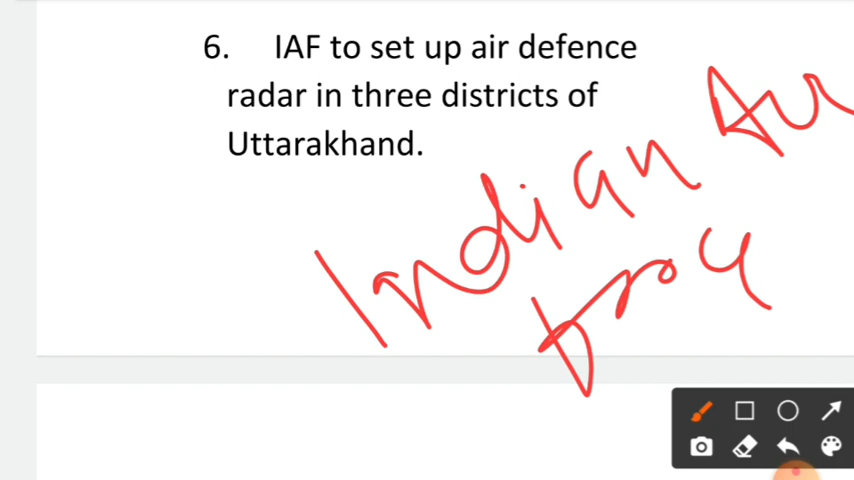 6. IAF to set up air defence
radar in three districts of
Uttarakhand.
Indian